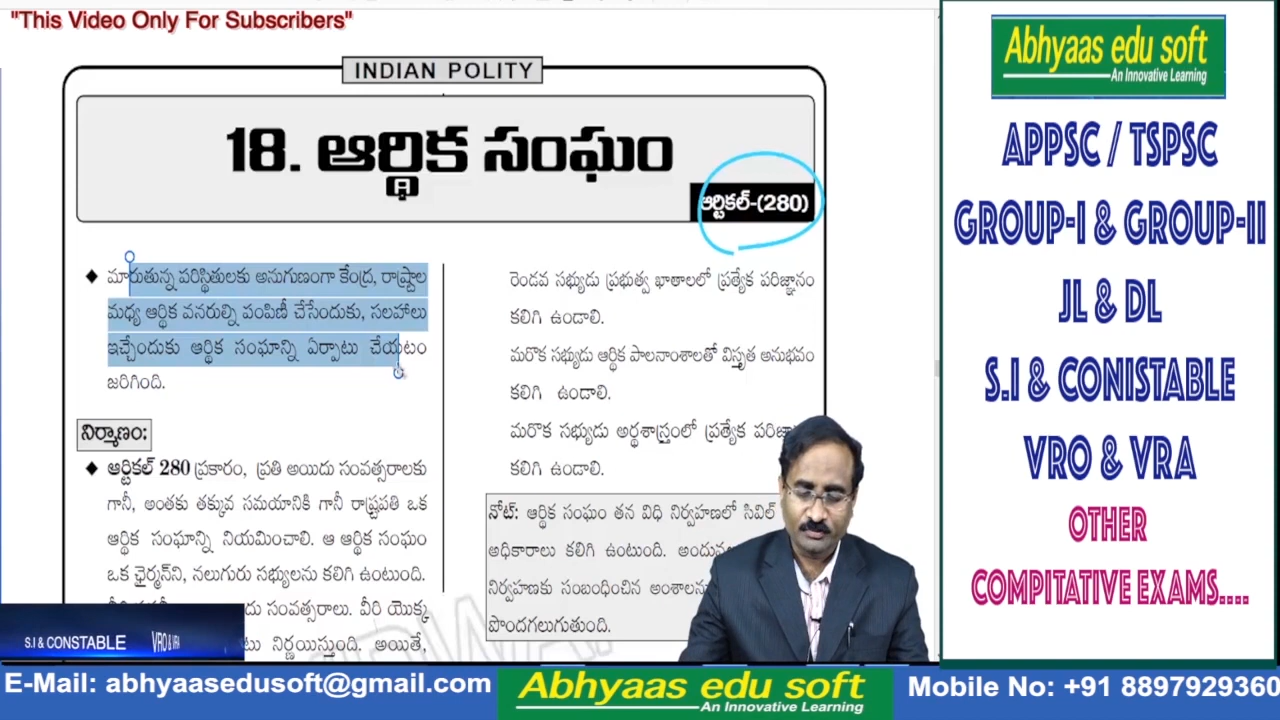 "This Video Only For Subscribers"
INDIAN POLITY
18. ఆర్థిక సంఘం
ఆర్టికల్-(280)
◆ మారుతున్న పరిస్థితులకు అనుగుణంగా కేంద్ర, రాష్ట్రాల
మధ్య ఆర్థిక వనరుల్ని పంపిణీ చేసేందుకు, సలహాలు
ఇచ్చేందుకు ఆర్థిక సంఘాన్ని ఏర్పాటు చేయటం
జరిగింది.
నిర్మాణం:
◆ ఆర్టికల్ 280 ప్రకారం, ప్రతి అయిదు సంవత్సరాలకు
గానీ, అంతకు తక్కువ సమయానికి గానీ రాష్ట్రపతి ఒక
ఆర్థిక సంఘాన్ని నియమించాలి. ఆ ఆర్థిక సంఘం
ఒక ఛైర్మన్‌ని, నలుగురు సభ్యులను కలిగి ఉంటుంది.
సంవత్సరాలు. వీరి యొక్క
నిర్ణయిస్తుంది. అయితే,
రెండవ సభ్యుడు ప్రభుత్వ ఖాతాలలో ప్రత్యేక పరిజ్ఞానం
కలిగి ఉండాలి.
మరొక సభ్యుడు ఆర్థిక పాలనాంశాలతో విస్తృత అనుభవం
కలిగి ఉండాలి.
మరొక సభ్యుడు అర్థశాస్త్రంలో ప్రత్యేక
కలిగి ఉండాలి.
నోట్: ఆర్థిక సంఘం తన విధి నిర్వహణలో సివిల్
అధికారాలు కలిగి ఉంటుంది.
నిర్వహణకు సంబంధించిన
పొందగలుగుతుంది.
Abhyaas edu soft
An Innovative Learning
APPSC / TSPSC
GROUP-I & GROUP-II
JL & DL
S.I & CONISTABLE
VRO & VRA
OTHER
COMPITATIVE EXAMS....
S.I & CONSTABLE VRO & VRA
E-Mail: abhyaasedusoft@gmail.com
Abhyaas edu soft
An Innovative Learning
Mobile No: +91 8897929360